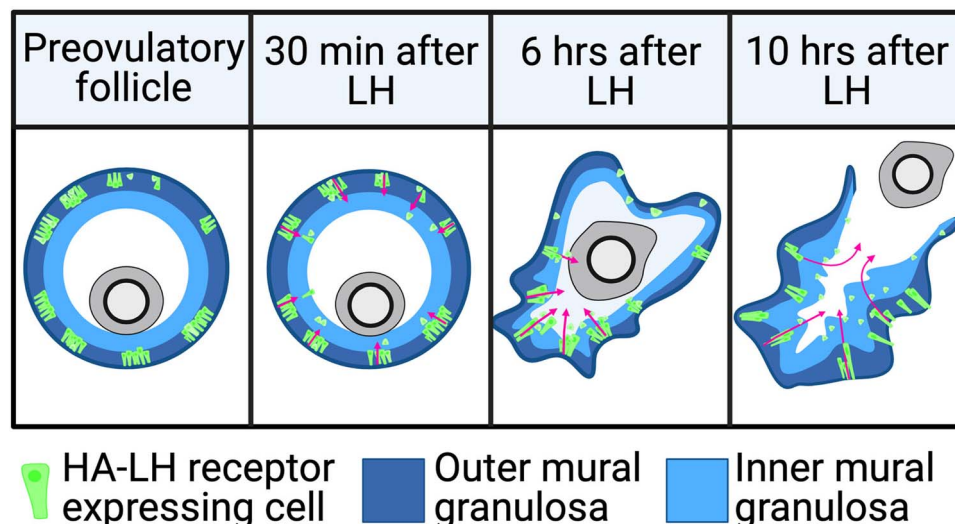 Preovulatory
follicle
30 min after
LH
6 hrs after
LH
10 hrs after
LH
HA-LH receptor
expressing cell
Outer mural
granulosa
Inner mural
granulosa